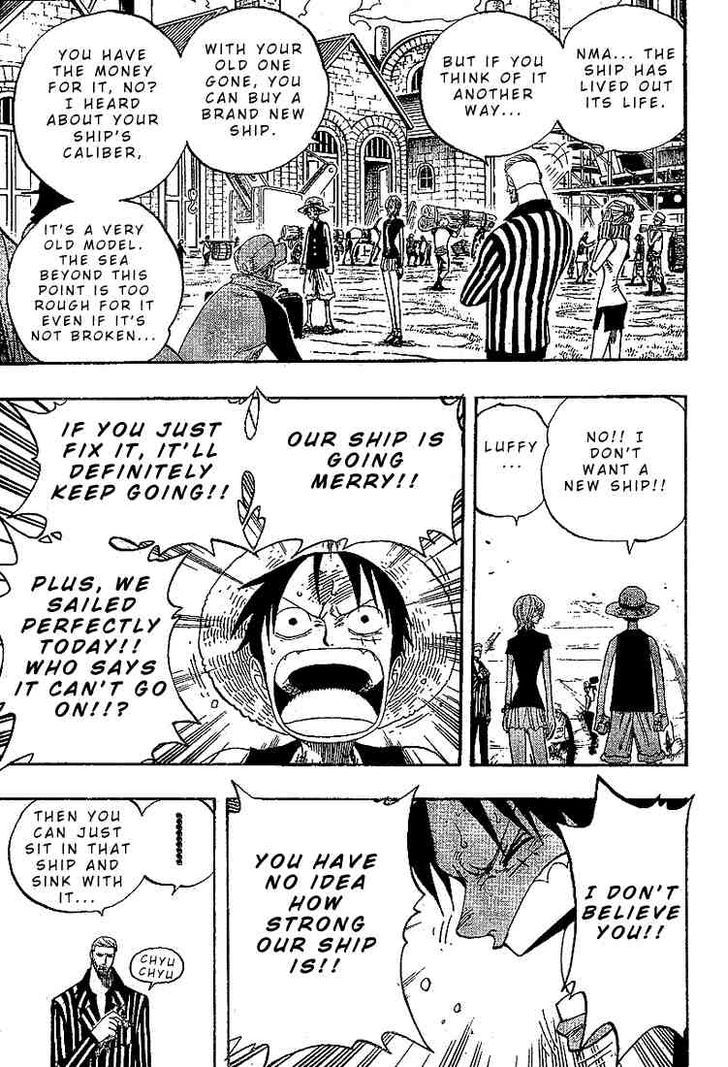 NMA... THE
SHIP HAS
LIVED OUT
ITS LIFE.
BUT IF YOU
THINK OF IT
ANOTHER
WAY...
WITH YOUR
OLD ONE
GONE, YOU
CAN BUY A
BRAND NEW
SHIP.
YOU HAVE
THE MONEY
FOR IT, NO?
I HEARD
ABOUT YOUR
SHIP'S
CALIBER,
IT'S A VERY
OLD MODEL.
THE SEA
BEYOND THIS
POINT IS TOO
ROUGH FOR IT
EVEN IF IT'S
NOT BROKEN...
NO!! I
DON'T
WANT A
NEW SHIP!!
LUFFY
...
OUR SHIP IS
GOING
MERRY!!
IF YOU JUST
FIX IT, IT'LL
DEFINITELY
KEEP GOING!!
PLUS, WE
SAILED
PERFECTLY
TODAY!!
WHO SAYS
IT CAN'T GO
ON!!?
I DON'T
BELIEVE
YOU!!
YOU HAVE
NO IDEA
HOW
STRONG
OUR SHIP
IS!!
.........
THEN YOU
CAN JUST
SIT IN THAT
SHIP AND
SINK WITH
IT...
CHYU
CHYU